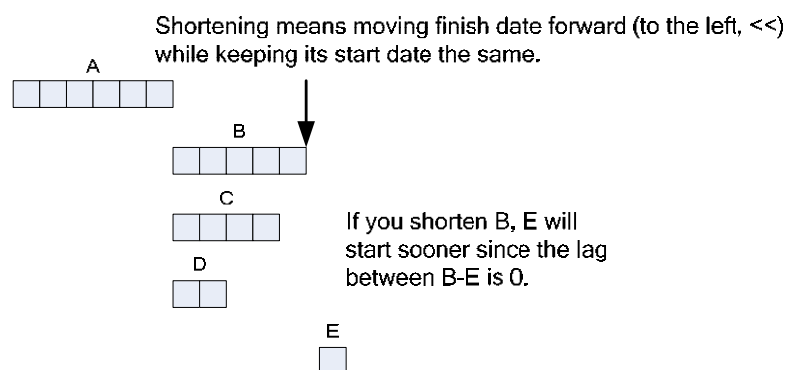 Shortening means moving finish date forward (to the left, <<)
while keeping its start date the same.
A
B
C
If you shorten B, E will
start sooner since the lag
between B-E is 0.
D
E